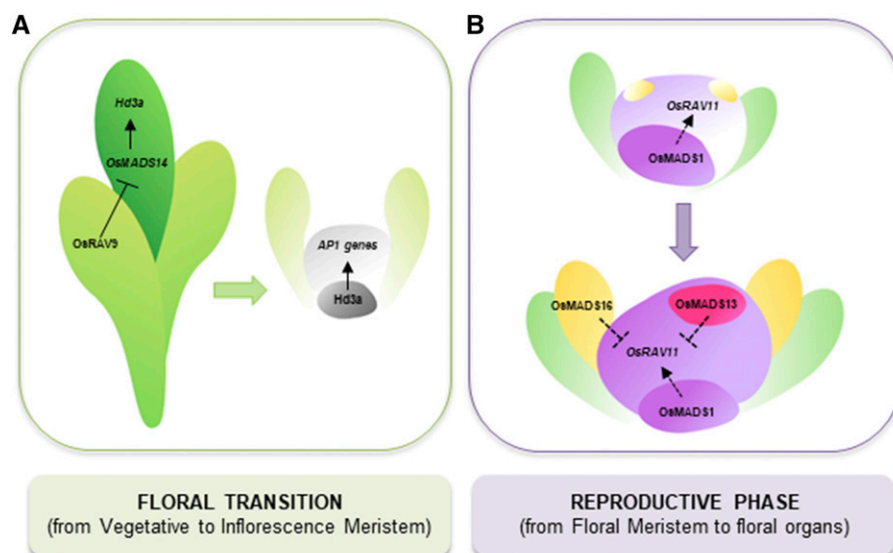 A
Hd3a
OsMADS14
OsRAV9
AP1 genes
Hd3a
FLORAL TRANSITION
(from Vegetative to Inflorescence Meristem)
B
OsRAV11
OsMADS1
OsMADS16
OsMADS13
OsRAV11
OsMADS1
REPRODUCTIVE PHASE
(from Floral Meristem to floral organs)